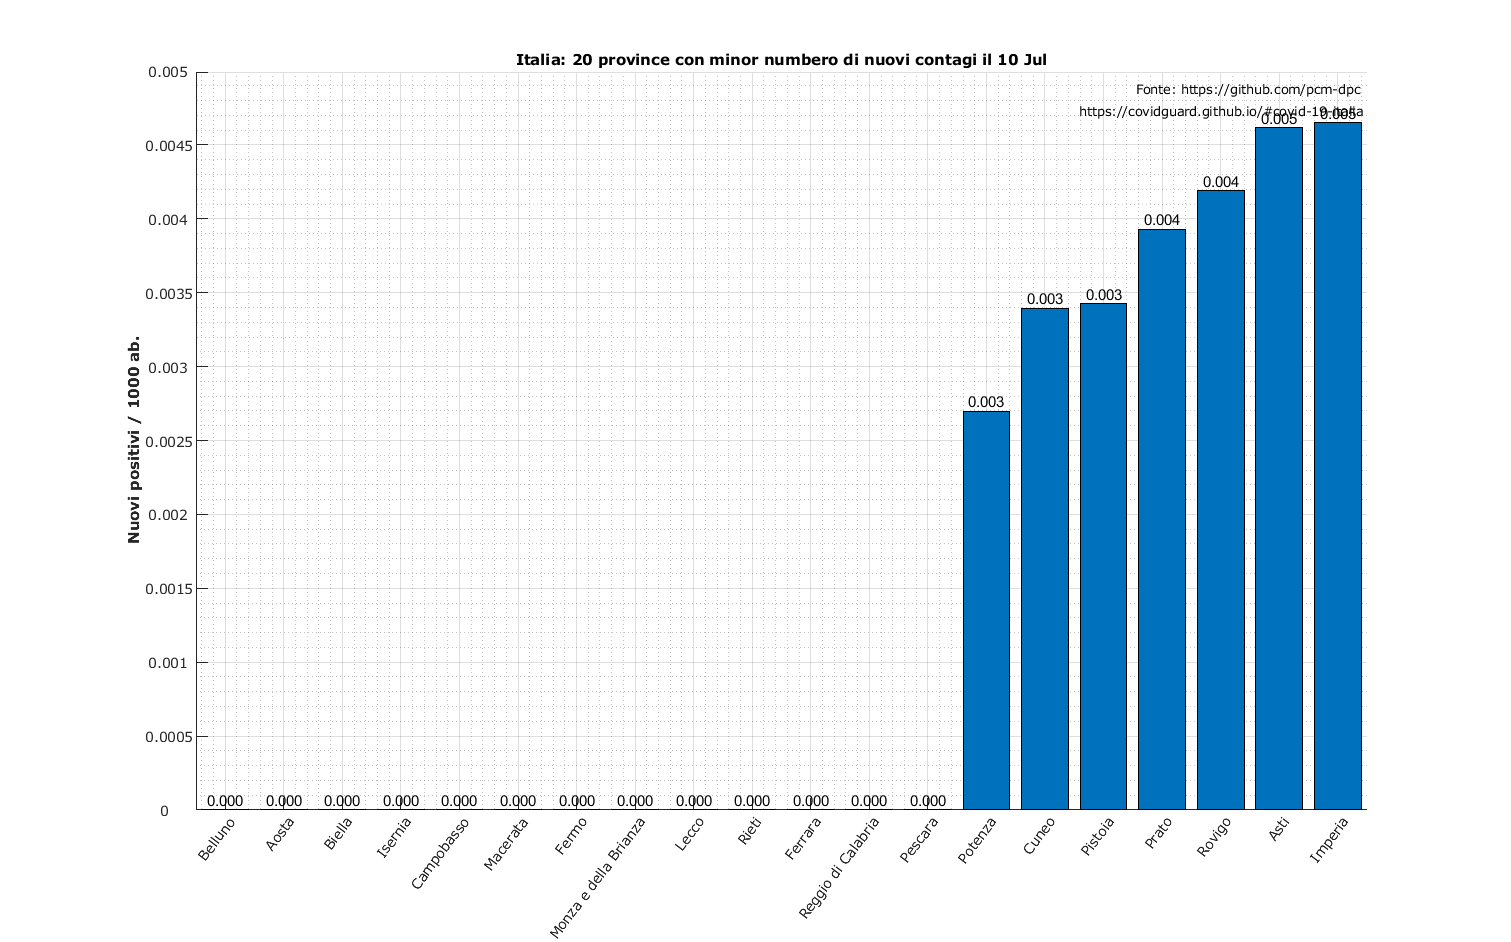 Italia: 20 province con minor numbero di nuovi contagi il 10 Jul
Fonte: https://github.com/pcm-dpc
https://covidguard.github.io/#covid-19-italia
Nuovi positivi / 1000 ab.
0.005
0.0045
0.004
0.0035
0.003
0.0025
0.002
0.0015
0.001
0.0005
0
0.000 0.000 0.000 0.000 0.000 0.000 0.000 0.000 0.000 0.000 0.000 0.000 0.000 0.003 0.003 0.003 0.004 0.004 0.005 0.005
Belluno
Aosta
Biella
Isernia
Campobasso
Macerata
Fermo
Monza e della Brianza
Lecco
Rieti
Ferrara
Reggio di Calabria
Pescara
Potenza
Cuneo
Pistoia
Prato
Rovigo
Asti
Imperia